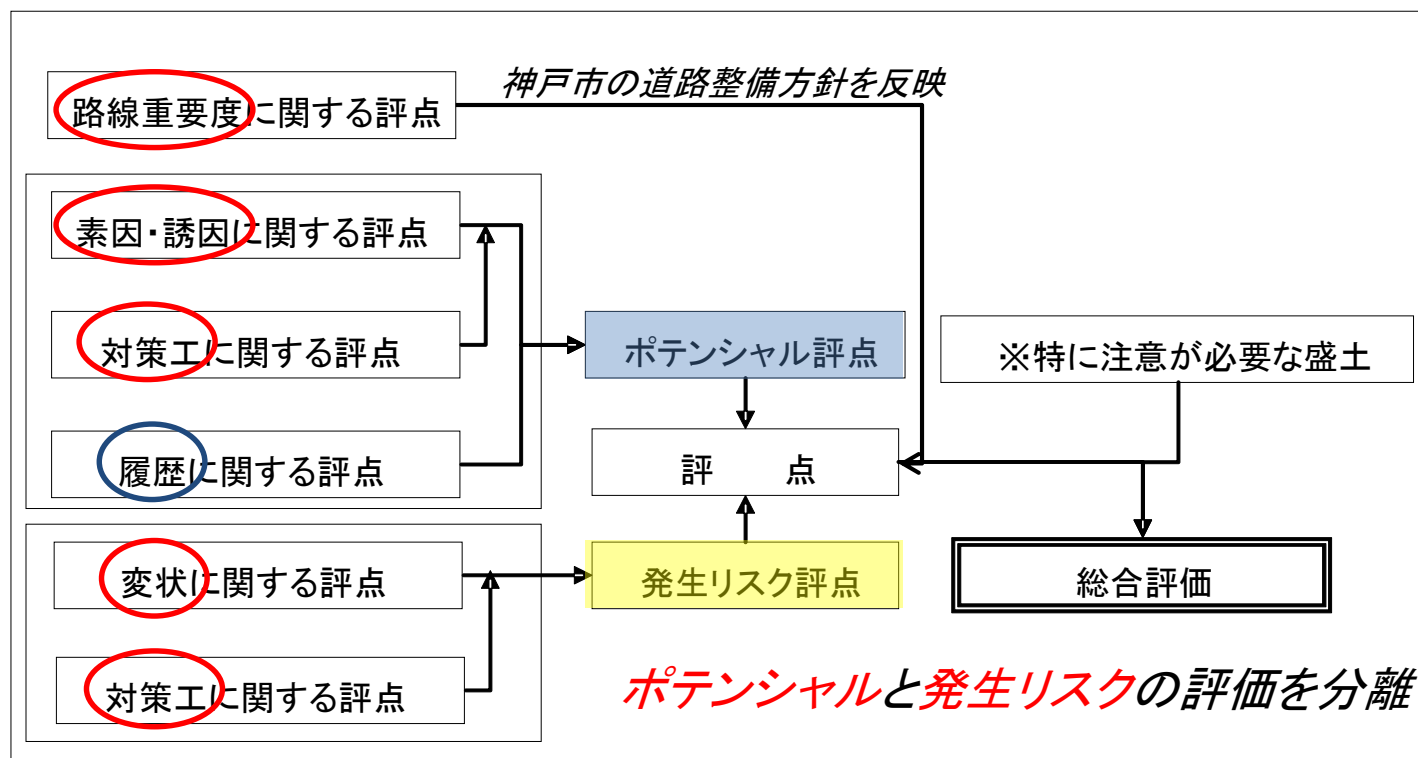 神戸市の道路整備方針を反映
路線重要度に関する評点
素因・誘因に関する評点
対策工に関する評点
ポテンシャル評点
※特に注意が必要な盛土
履歴に関する評点
評　　点
変状に関する評点
発生リスク評点
総合評価
対策工に関する評点
ポテンシャルと発生リスクの評価を分離